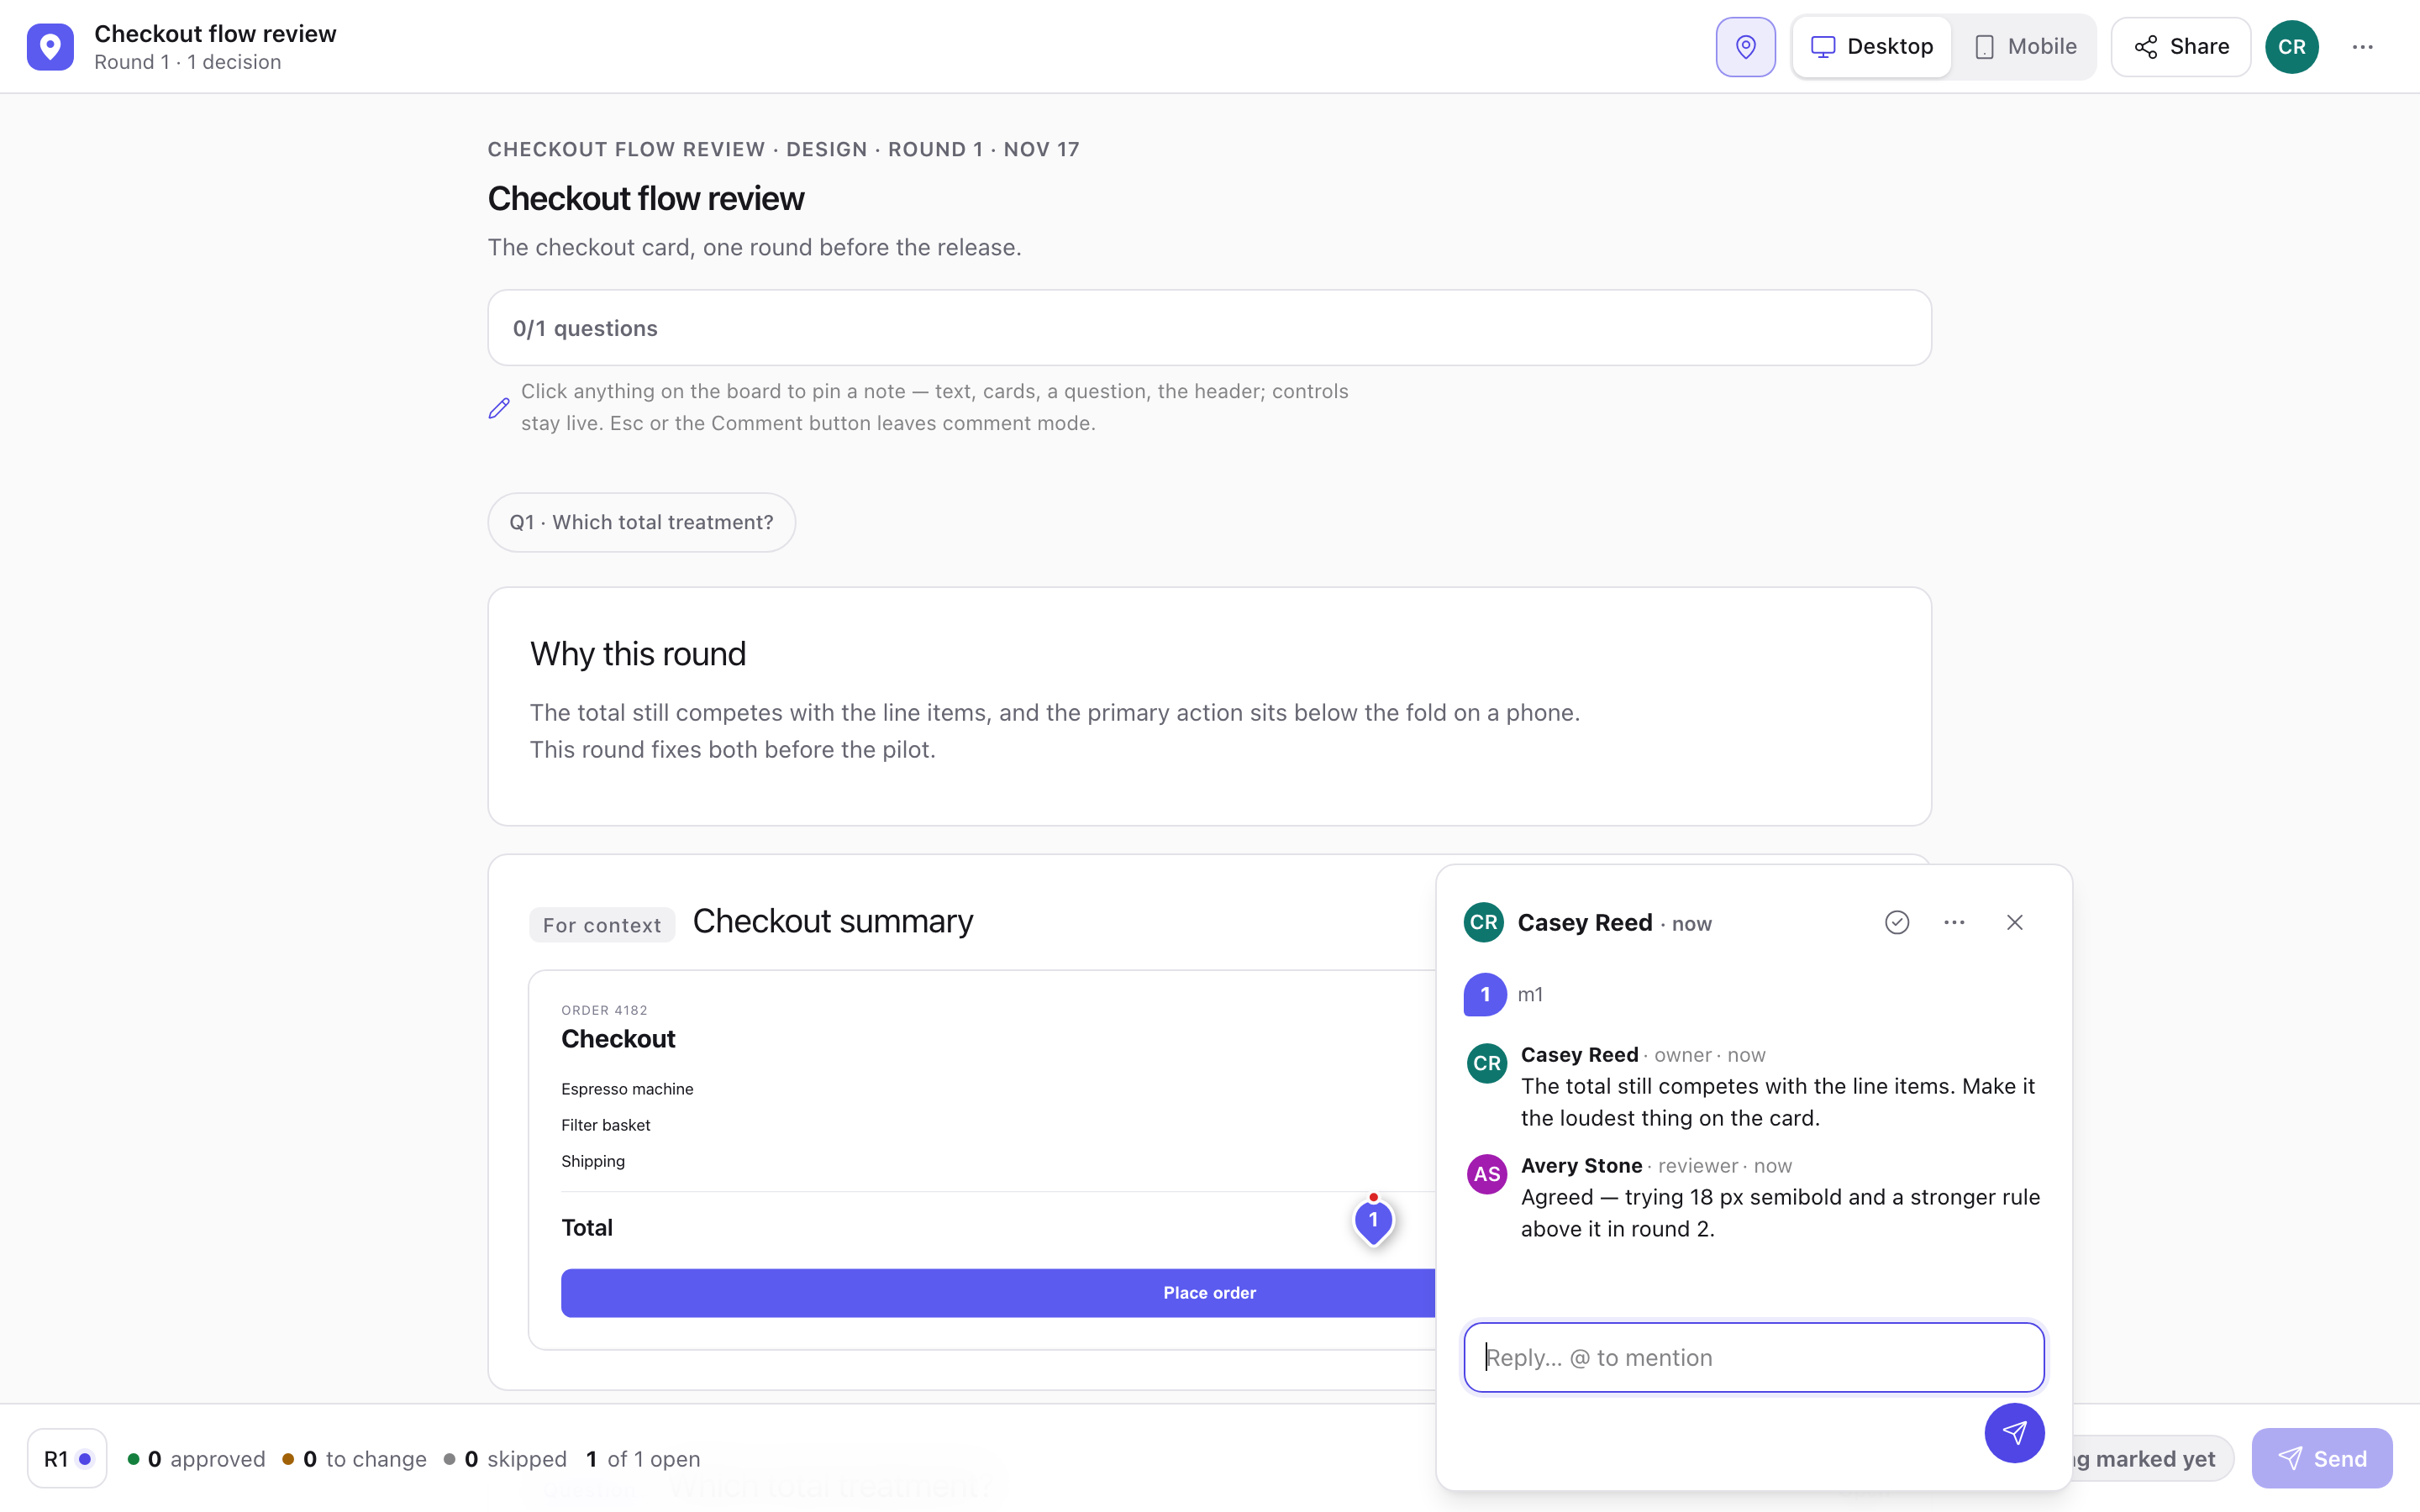 Checkout flow review
Round 1 · 1 decision
Desktop
Mobile
Share
CR
CHECKOUT FLOW REVIEW · DESIGN · ROUND 1 · NOV 17
Checkout flow review
The checkout card, one round before the release.
0/1 questions
Click anything on the board to pin a note — text, cards, a question, the header; controls
stay live. Esc or the Comment button leaves comment mode.
Q1 · Which total treatment?
Why this round
The total still competes with the line items, and the primary action sits below the fold on a phone.
This round fixes both before the pilot.
For context
Checkout summary
ORDER 4182
Checkout
Espresso machine
Filter basket
Shipping
Total
1
Place order
CR
Casey Reed · now
1
m1
CR
Casey Reed · owner · now
The total still competes with the line items. Make it
the loudest thing on the card.
AS
Avery Stone · reviewer · now
Agreed — trying 18 px semibold and a stronger rule
above it in round 2.
Reply... @ to mention
R1
0 approved
0 to change
0 skipped
1 of 1 open
Which total treatment?
marked yet
Send